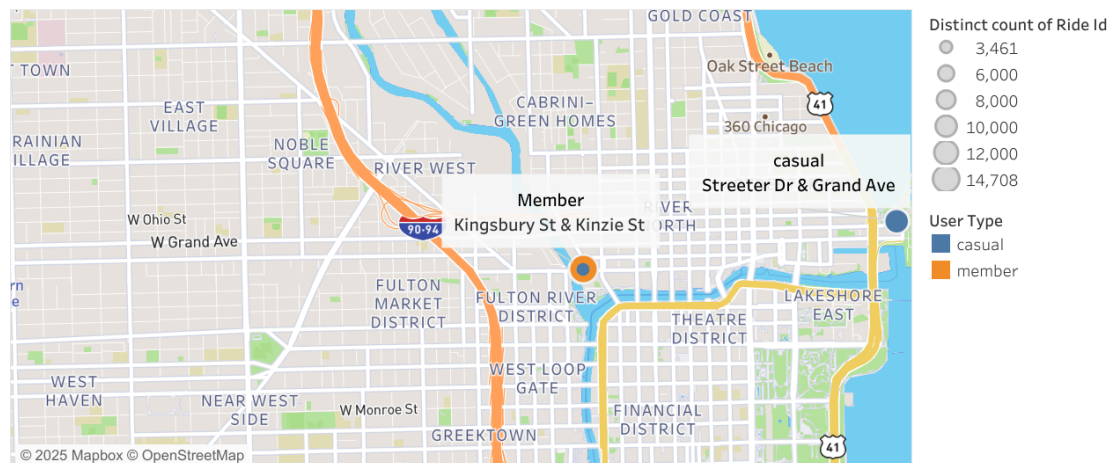 GOLD COAST
Oak Street Beach
T TOWN
41
CABRINI–
GREEN HOMES
EAST
VILLAGE
360 Chicago
RAINIAN
ILLAGE
NOBLE
SQUARE
RIVER WEST
casual
Streeter Dr & Grand Ave
Member
Kingsbury St & Kinzie St
RIVER
NORTH
W Ohio St
90-94
W Grand Ave
FULTON
MARKET
DISTRICT
FULTON RIVER
DISTRICT
LAKESHORE
EAST
THEATRE
DISTRICT
WEST LOOP
GATE
WEST
HAVEN
NEAR WEST
SIDE
W Monroe St
FINANCIAL
DISTRICT
GREEKTOWN
41
© 2025 Mapbox © OpenStreetMap
Distinct count of Ride Id
3,461
6,000
8,000
10,000
12,000
14,708
User Type
casual
member